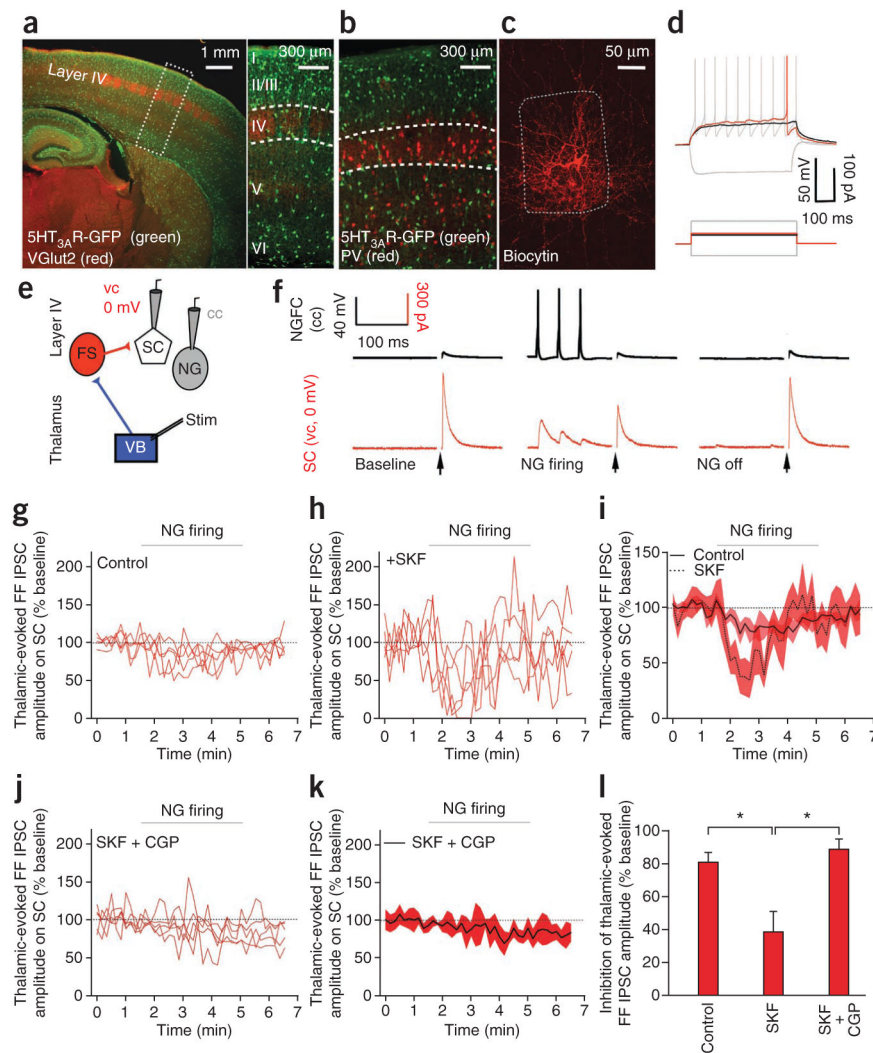 a
1 mm
Layer IV
5HT3AR-GFP (green)
VGlut2 (red)
300 μm
I
II/III
IV
V
VI
b
300 μm
5HT3AR-GFP (green)
PV (red)
c
50 μm
Biocytin
d
50 mV
100 pA
100 ms
e
vc
0 mV
cc
Layer IV
FS
SC
NG
Thalamus
VB
Stim
f
NGFC
(cc)
40 mV
300 pA
100 ms
SC (vc, 0 mV)
Baseline
NG firing
NG off
g
NG firing
Control
Thalamic-evoked FF IPSC
amplitude on SC (% baseline)
200
150
100
50
0
0 1 2 3 4 5 6 7
Time (min)
h
NG firing
+SKF
Thalamic-evoked FF IPSC
amplitude on SC (% baseline)
200
150
100
50
0
0 1 2 3 4 5 6 7
Time (min)
i
NG firing
Control
SKF
Thalamic-evoked FF IPSC
amplitude on SC (% baseline)
150
100
50
0
0 1 2 3 4 5 6 7
Time (min)
j
NG firing
SKF + CGP
Thalamic-evoked FF IPSC
amplitude on SC (% baseline)
200
150
100
50
0
0 1 2 3 4 5 6 7
Time (min)
k
NG firing
SKF + CGP
Thalamic-evoked FF IPSC
amplitude on SC (% baseline)
200
150
100
50
0
0 1 2 3 4 5 6 7
Time (min)
l
* *
Inhibition of thalamic-evoked
FF IPSC amplitude (% baseline)
100
80
60
40
20
0
Control
SKF
SKF
+ CGP